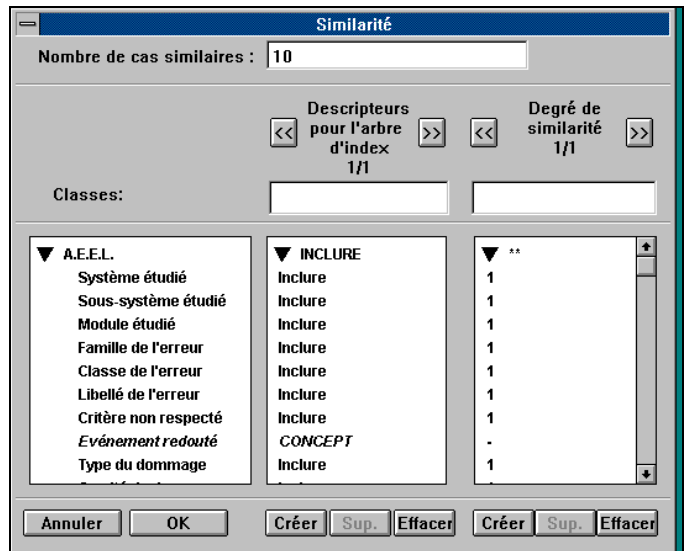 Similarité
Nombre de cas similaires : 10
Descripteurs pour l'arbre d'index 1/1
<< >>
Degré de similarité 1/1
<< >>
Classes:
A.E.E.L. INCLURE **
Système étudié Inclure 1
Sous-système étudié Inclure 1
Module étudié Inclure 1
Famille de l'erreur Inclure 1
Classe de l'erreur Inclure 1
Libellé de l'erreur Inclure 1
Critère non respecté Inclure 1
Evénement redouté CONCEPT -
Type du dommage Inclure 1
Annuler OK Créer Sup. Effacer Créer Sup. Effacer